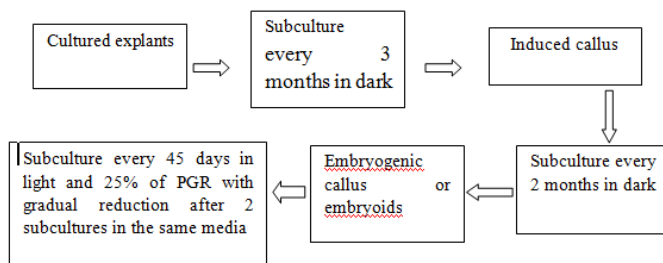 Cultured explants
Subculture
every 3
months in dark
Induced callus
Subculture every
2 months in dark
Embryogenic
callus or
embryoids
Subculture every 45 days in
light and 25% of PGR with
gradual reduction after 2
subcultures in the same media